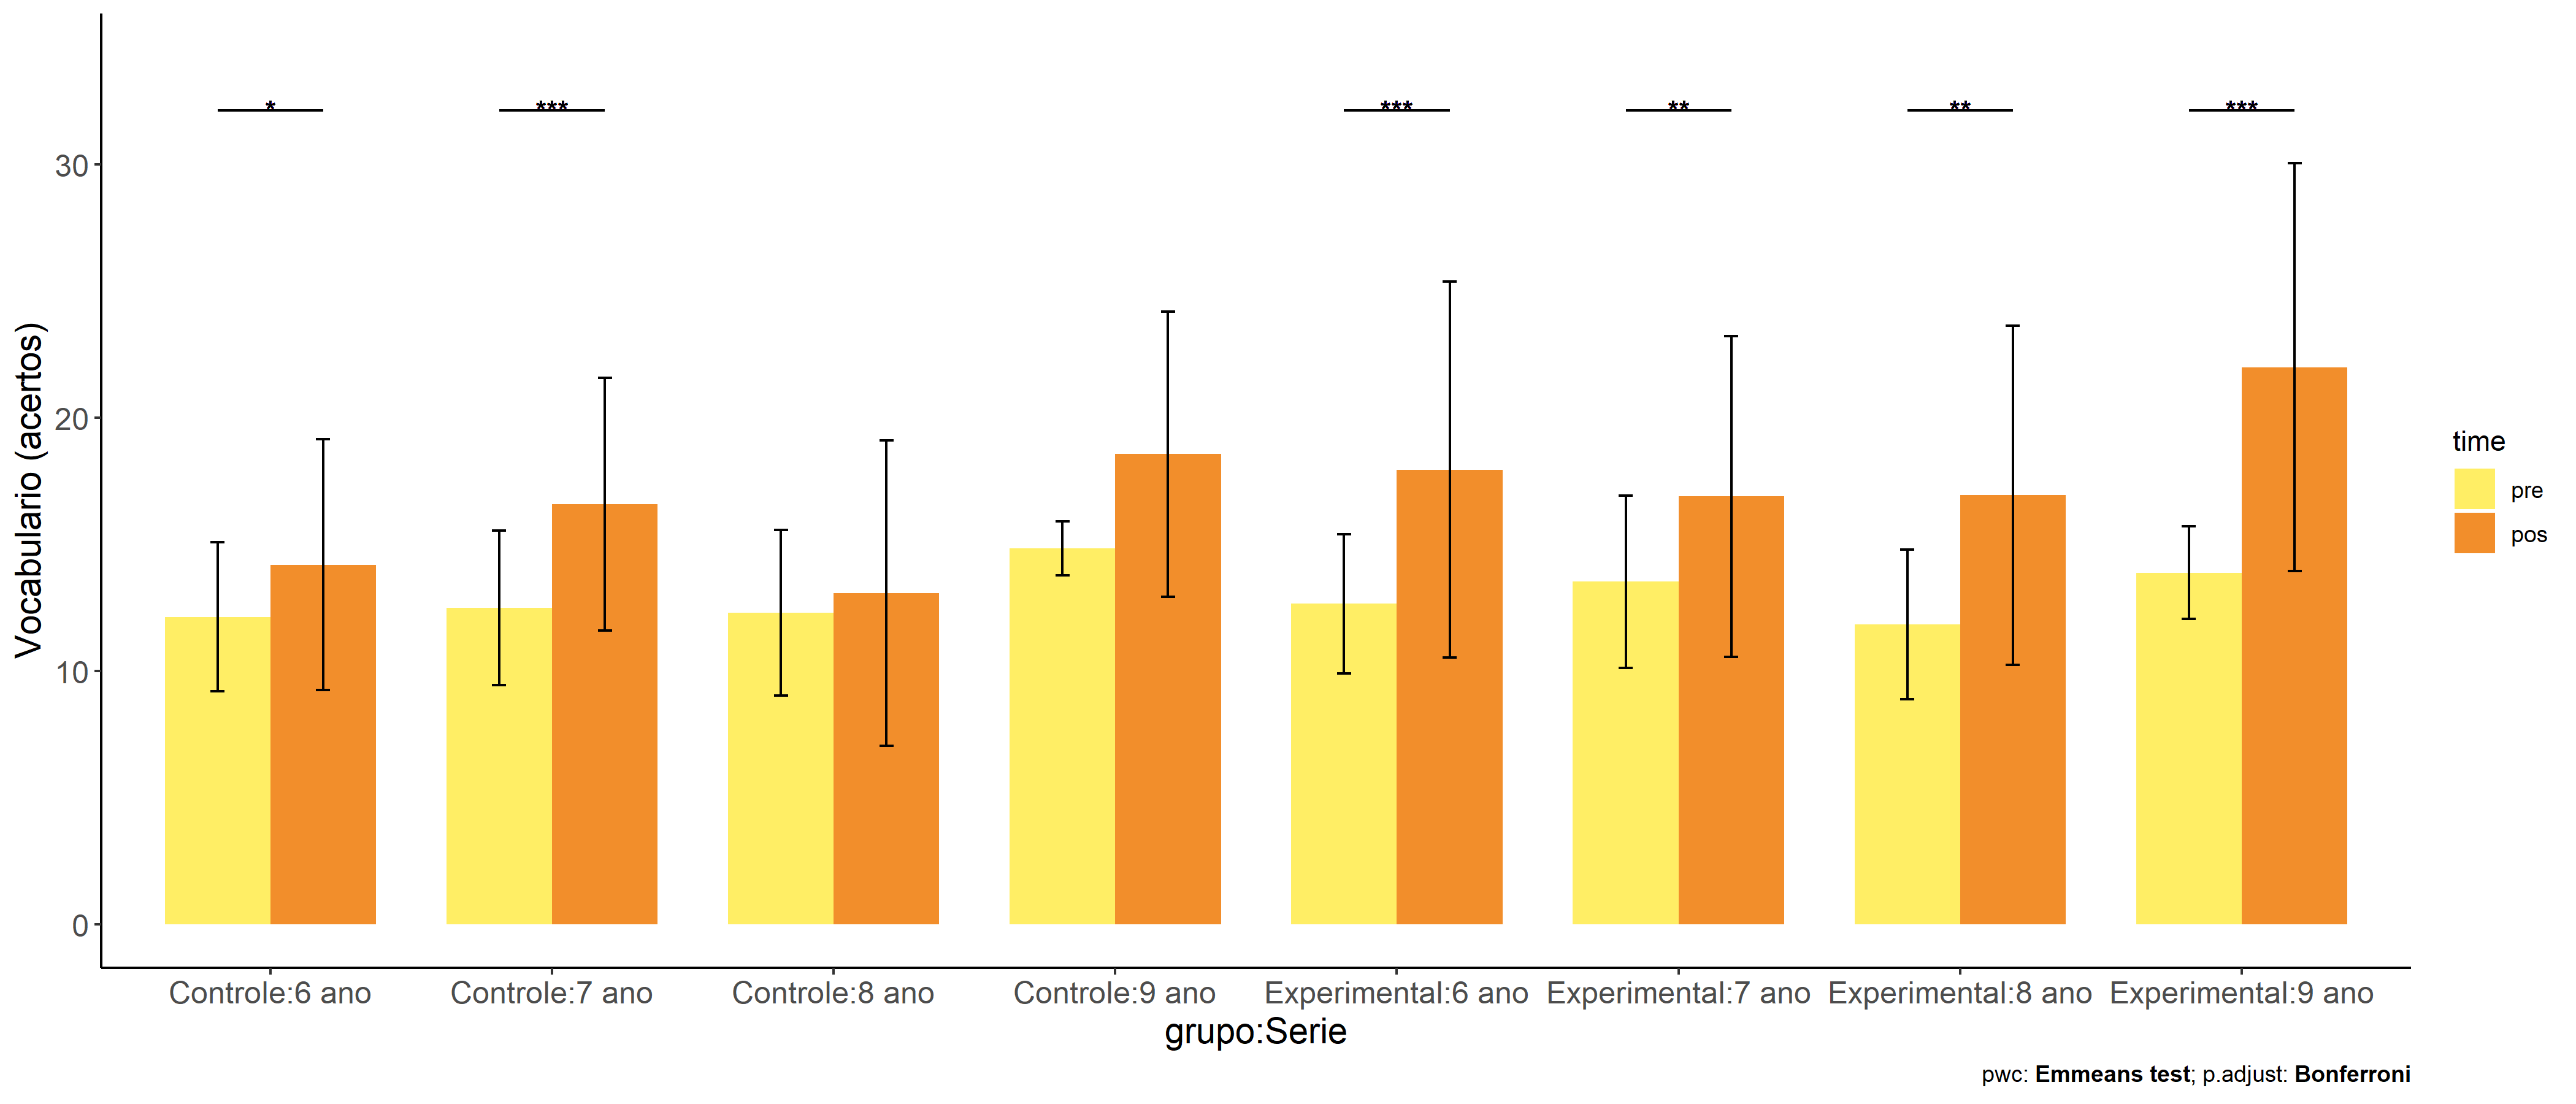 * *** *** ** ** ***
30
20
10
0
Vocabulario (acertos)
time
pre
pos
Controle:6 ano Controle:7 ano Controle:8 ano Controle:9 ano Experimental:6 ano Experimental:7 ano Experimental:8 ano Experimental:9 ano
grupo:Serie
pwc: Emmeans test; p.adjust: Bonferroni